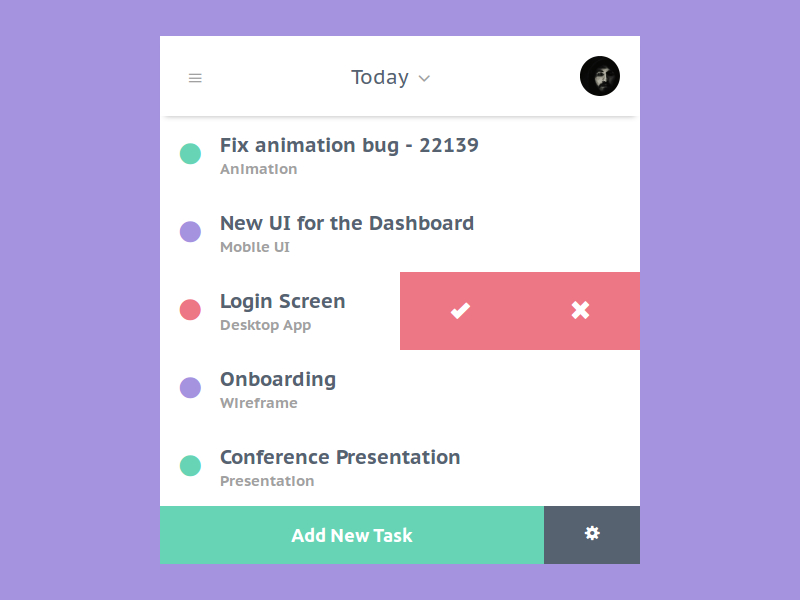 Today
Fix animation bug - 22139
Animation
New UI for the Dashboard
Mobile UI
Login Screen
Desktop App
Onboarding
Wireframe
Conference Presentation
Presentation
Add New Task